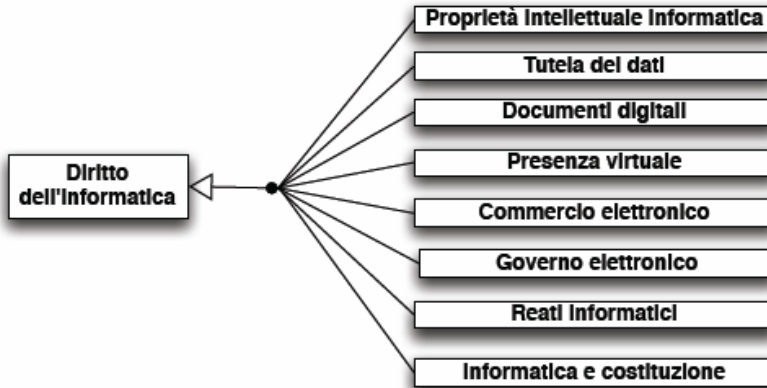 Diritto
dell'informatica
Proprietà intellettuale informatica
Tutela dei dati
Documenti digitali
Presenza virtuale
Commercio elettronico
Governo elettronico
Reati informatici
Informatica e costituzione